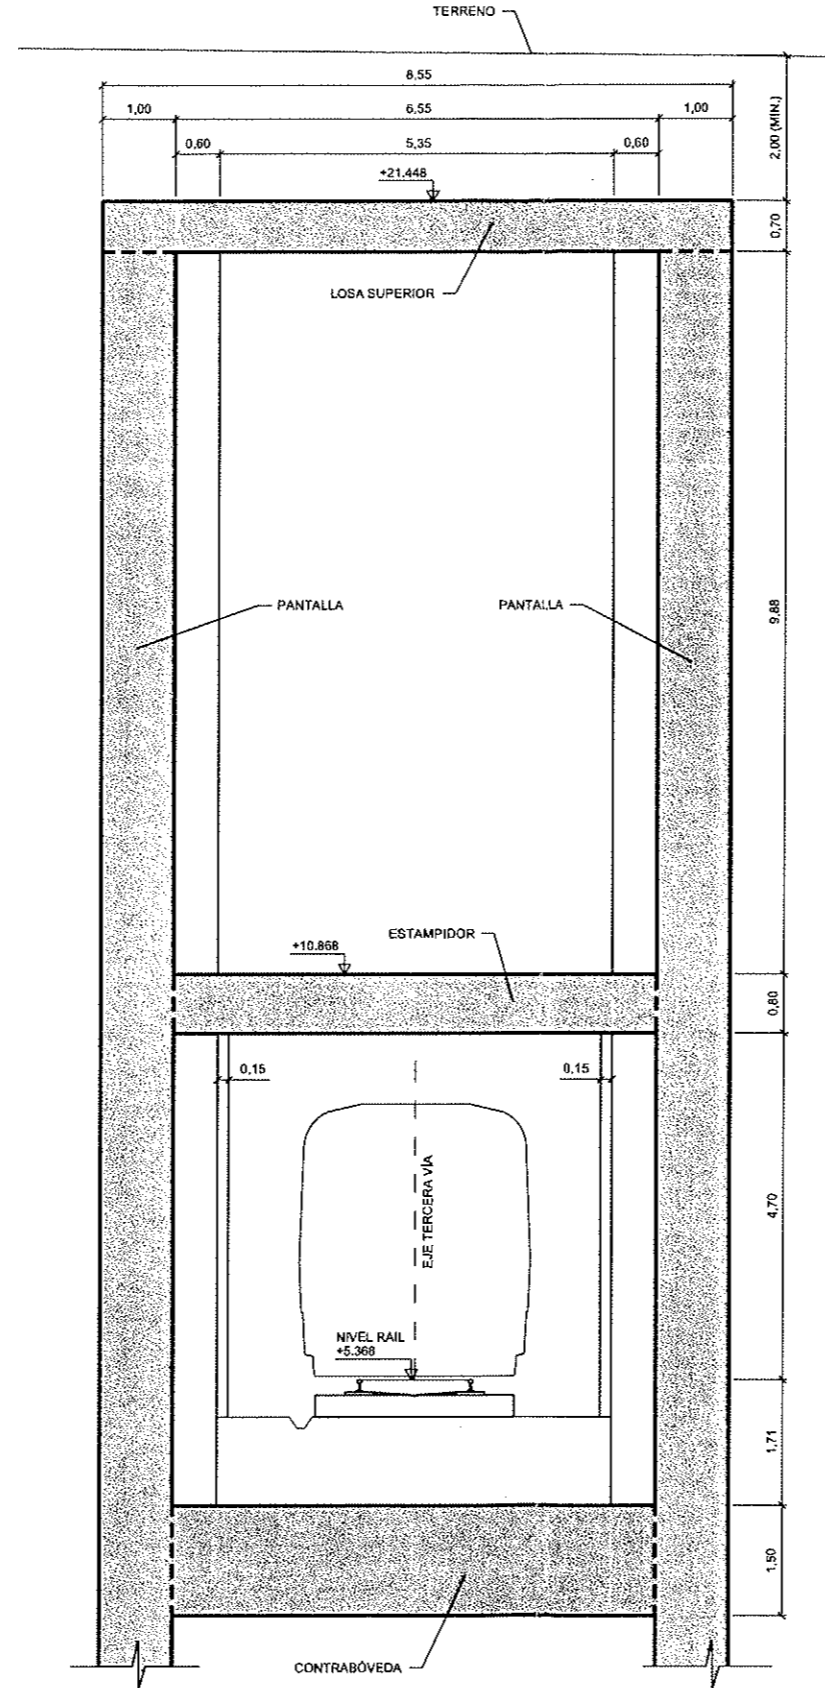 TERRENO
8,55
1,00
6,55
1,00
2,00 (MIN.)
0,60
5,35
0,60
+21.448
0,70
LOSA SUPERIOR
PANTALLA
PANTALLA
9,88
ESTAMPIDOR
+10.868
0,80
0,15
0,15
EJE TERCERA VÍA
4,70
NIVEL RAIL
+5.368
1,71
1,50
CONTRABÓVEDA